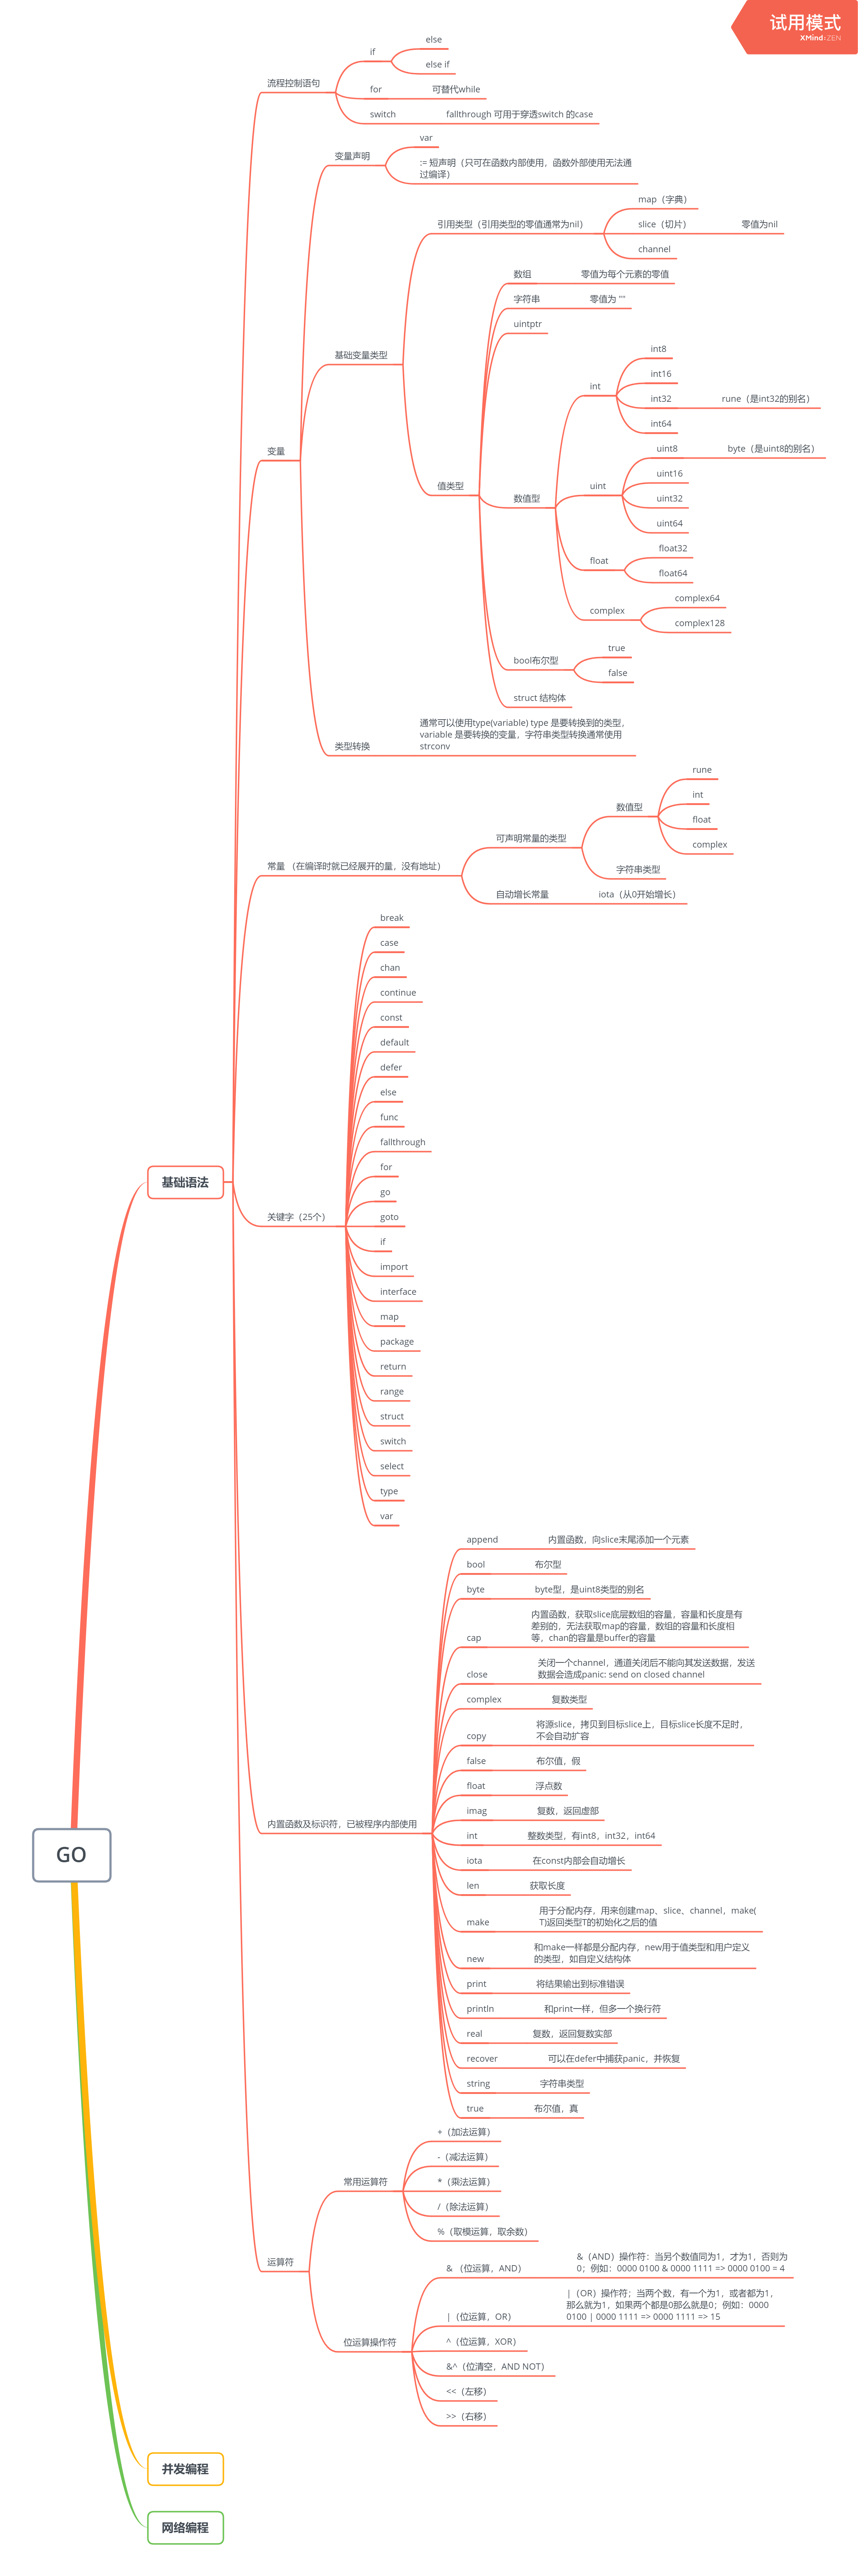 试用模式
XMind:ZEN
流程控制语句
if
else
else if
for
可替代while
switch
fallthrough 可用于穿透switch 的case
变量
变量声明
var
:= 短声明（只可在函数内部使用，函数外部使用无法通
过编译）
基础变量类型
引用类型（引用类型的零值通常为nil）
map（字典）
slice（切片）
零值为nil
channel
值类型
数组
零值为每个元素的零值
字符串
零值为 ""
uintptr
数值型
int
int8
int16
int32
rune（是int32的别名）
int64
uint
uint8
byte（是uint8的别名）
uint16
uint32
uint64
float
float32
float64
complex
complex64
complex128
bool布尔型
true
false
struct 结构体
类型转换
通常可以使用type(variable) type 是要转换到的类型，
variable 是要转换的变量，字符串类型转换通常使用
strconv
常量 （在编译时就已经展开的量，没有地址）
可声明常量的类型
数值型
rune
int
float
complex
字符串类型
自动增长常量
iota（从0开始增长）
基础语法
关键字（25个）
break
case
chan
continue
const
default
defer
else
func
fallthrough
for
go
goto
if
import
interface
map
package
return
range
struct
switch
select
type
var
内置函数及标识符，已被程序内部使用
append
内置函数，向slice末尾添加一个元素
bool
布尔型
byte
byte型，是uint8类型的别名
cap
内置函数，获取slice底层数组的容量，容量和长度是有
差别的，无法获取map的容量，数组的容量和长度相
等，chan的容量是buffer的容量
close
关闭一个channel，通道关闭后不能向其发送数据，发送
数据会造成panic: send on closed channel
complex
复数类型
copy
将源slice，拷贝到目标slice上，目标slice长度不足时，
不会自动扩容
false
布尔值，假
float
浮点数
imag
复数，返回虚部
int
整数类型，有int8，int32，int64
iota
在const内部会自动增长
len
获取长度
make
用于分配内存，用来创建map、slice、channel，make(
T)返回类型T的初始化之后的值
new
和make一样都是分配内存，new用于值类型和用户定义
的类型，如自定义结构体
print
将结果输出到标准错误
println
和print一样，但多一个换行符
real
复数，返回复数实部
recover
可以在defer中捕获panic，并恢复
string
字符串类型
true
布尔值，真
GO
运算符
常用运算符
+（加法运算）
-（减法运算）
*（乘法运算）
/（除法运算）
%（取模运算，取余数）
位运算操作符
& （位运算，AND）
&（AND）操作符：当另个数值同为1，才为1，否则为
0；例如：0000 0100 & 0000 1111 => 0000 0100 = 4
|（位运算，OR）
|（OR）操作符；当两个数，有一个为1，或者都为1，
那么就为1，如果两个都是0那么就是0；例如：0000
0100 | 0000 1111 => 0000 1111 => 15
^（位运算，XOR）
&^（位清空，AND NOT）
<<（左移）
>>（右移）
并发编程
网络编程